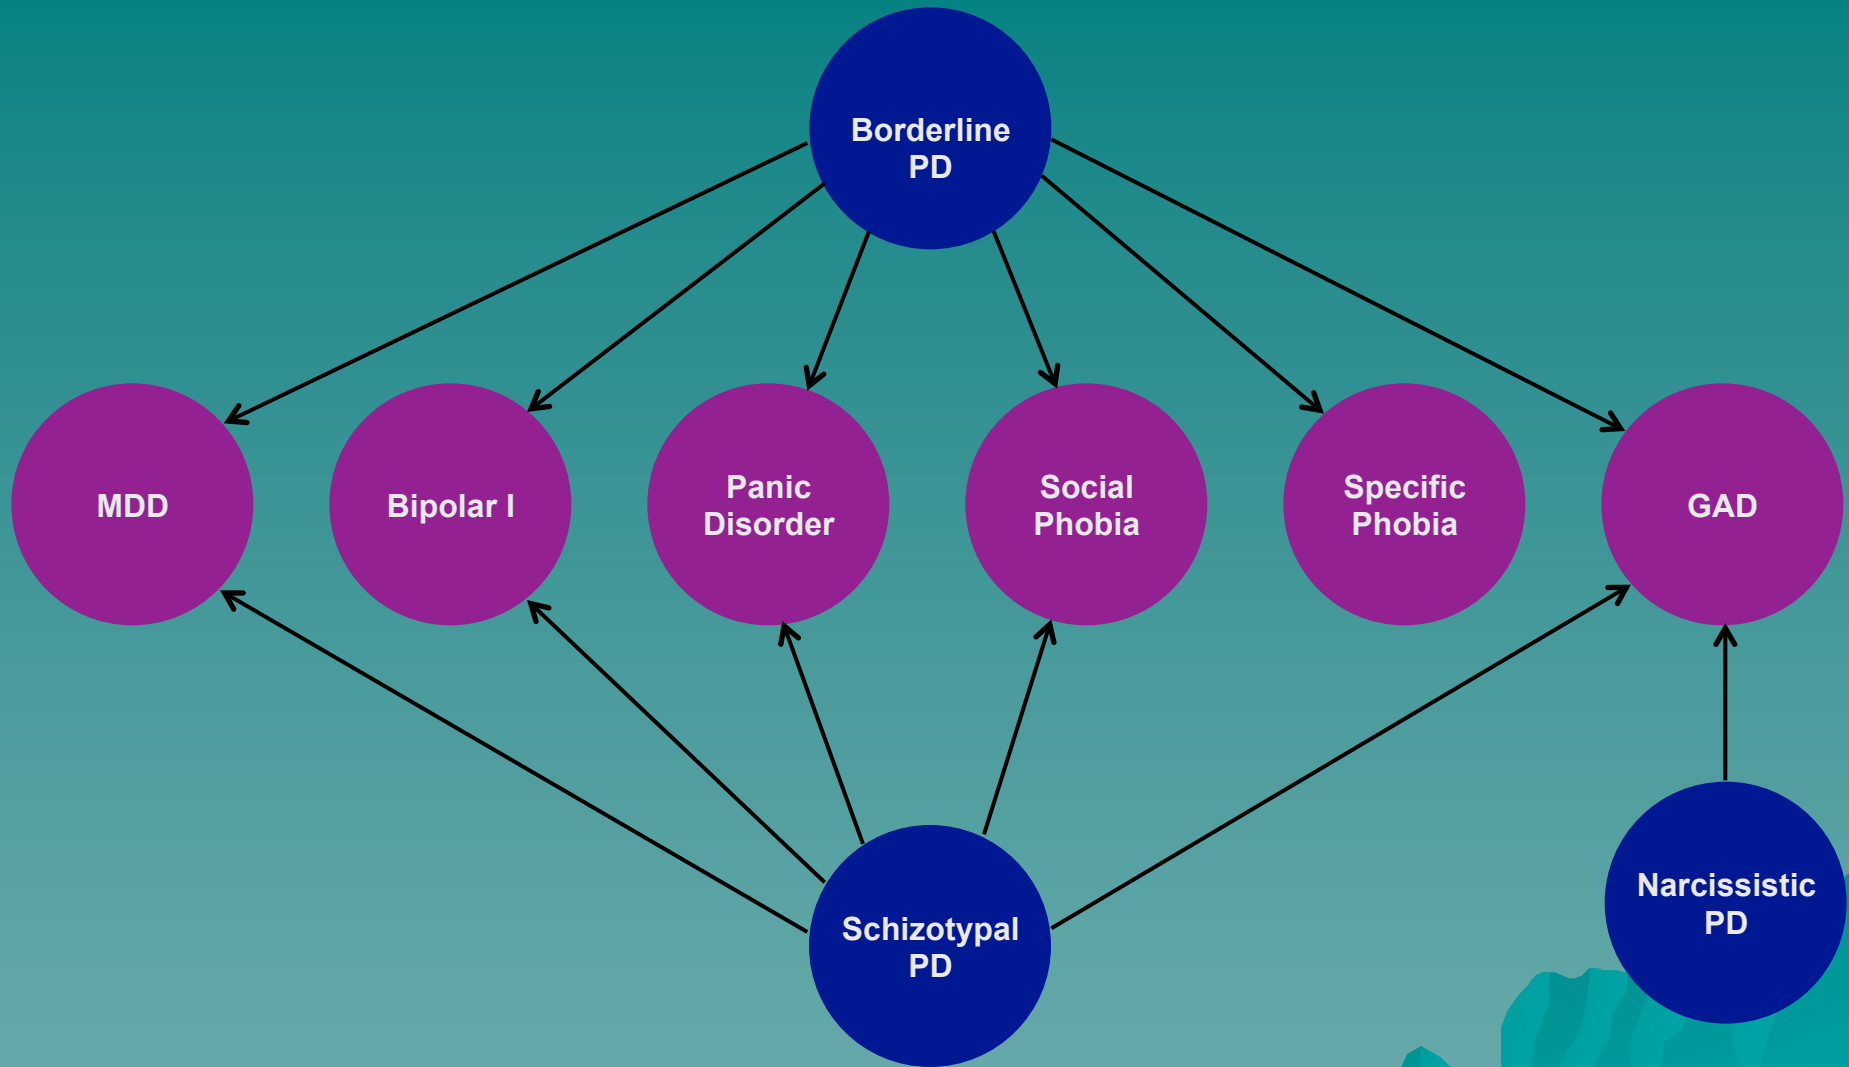 Borderline
PD
MDD
Bipolar I
Panic
Disorder
Social
Phobia
Specific
Phobia
GAD
Schizotypal
PD
Narcissistic
PD